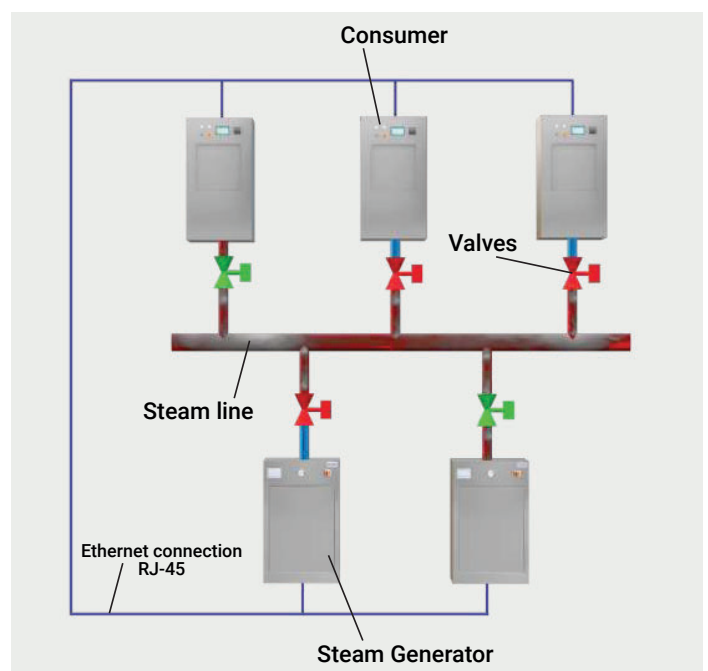 Consumer
Valves
Steam line
Ethernet connection
RJ-45
Steam Generator